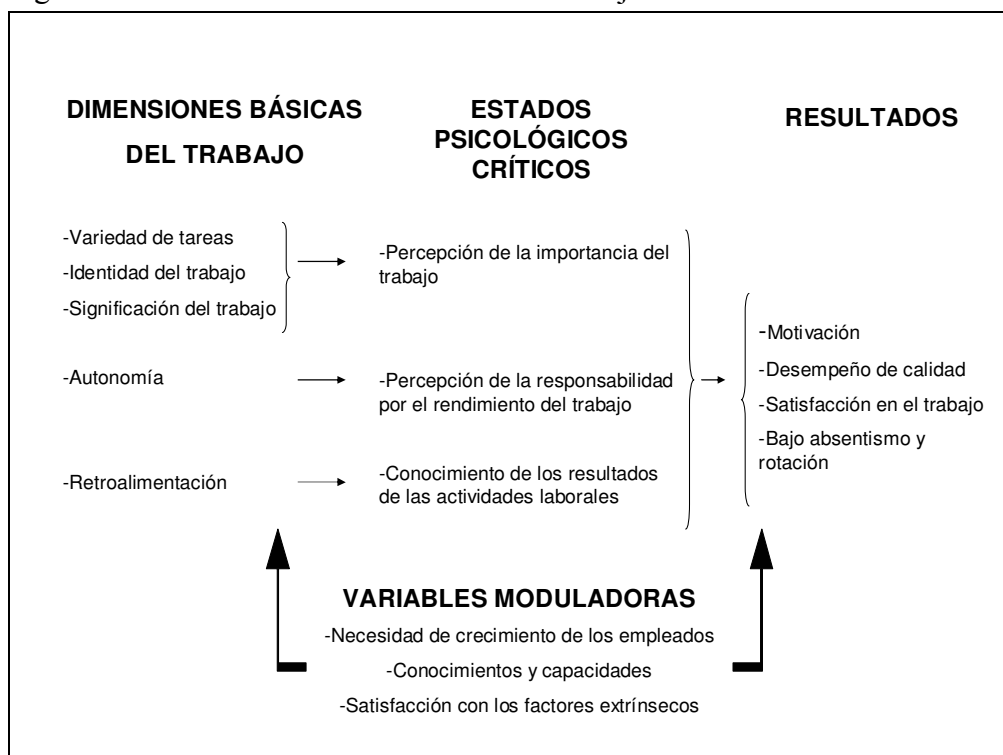 DIMENSIONES BÁSICAS
DEL TRABAJO
-Variedad de tareas
-Identidad del trabajo
-Significación del trabajo
-Autonomía
-Retroalimentación
ESTADOS
PSICOLÓGICOS
CRÍTICOS
-Percepción de la importancia del
trabajo
-Percepción de la responsabilidad
por el rendimiento del trabajo
-Conocimiento de los resultados
de las actividades laborales
RESULTADOS
-Motivación
-Desempeño de calidad
-Satisfacción en el trabajo
-Bajo absentismo y
rotación
VARIABLES MODULADORAS
-Necesidad de crecimiento de los empleados
-Conocimientos y capacidades
-Satisfacción con los factores extrínsecos